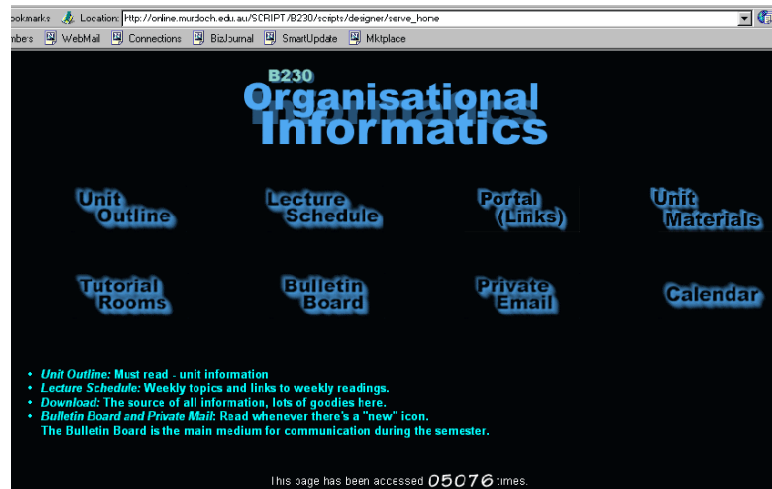 Location: http://online.murdoch.edu.au/SCRIPT/B230/scripts/designer/serve_home
WebMail Connections BizJournal SmartUpdate Mktplace
B230
Organisational
Informatics
Unit Outline
Lecture Schedule
Portal (Links)
Unit Materials
Tutorial Rooms
Bulletin Board
Private Email
Calendar
• Unit Outline: Must read - unit information
• Lecture Schedule: Weekly topics and links to weekly readings.
• Download: The source of all information, lots of goodies here.
• Bulletin Board and Private Mail: Read whenever there's a "new" icon.
The Bulletin Board is the main medium for communication during the semester.
This page has been accessed 05076 times.